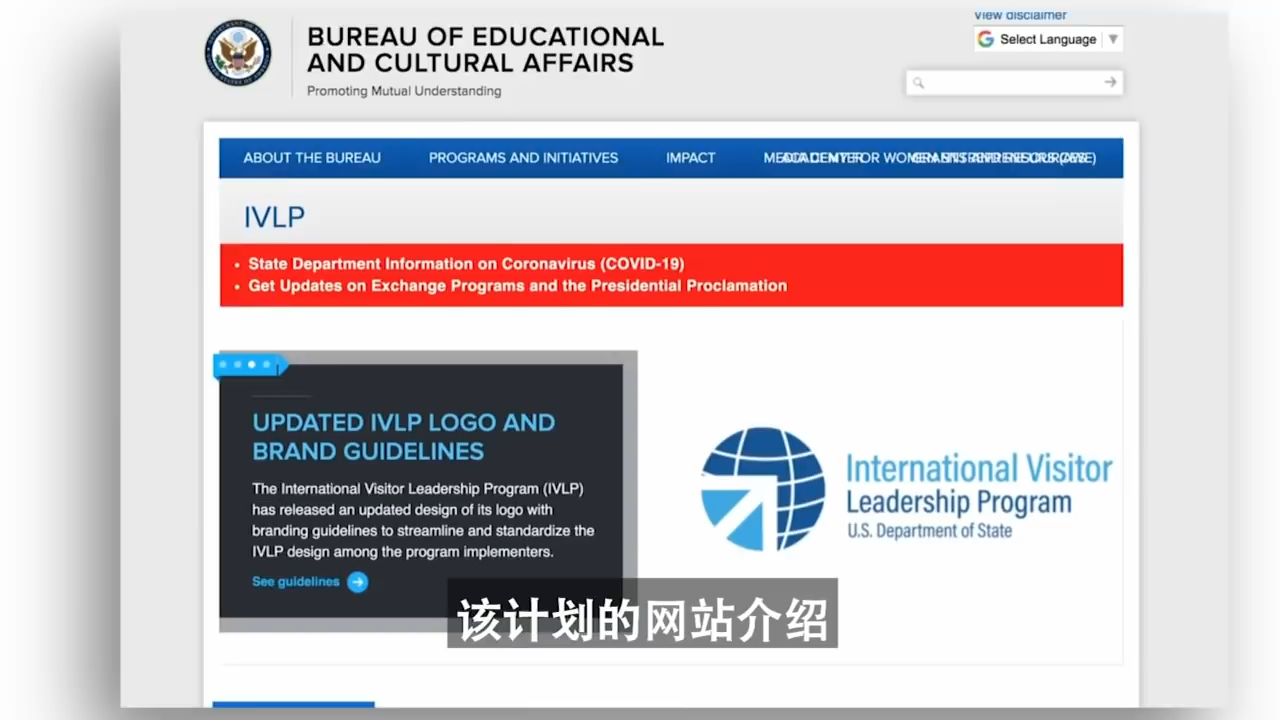 View disclaimer
BUREAU OF EDUCATIONAL
AND CULTURAL AFFAIRS
Promoting Mutual Understanding
Select Language
ABOUT THE BUREAU PROGRAMS AND INITIATIVES IMPACT
IVLP
State Department Information on Coronavirus (COVID-19)
Get Updates on Exchange Programs and the Presidential Proclamation
UPDATED IVLP LOGO AND
BRAND GUIDELINES
The International Visitor Leadership Program (IVLP)
has released an updated design of its logo with
branding guidelines to streamline and standardize the
IVLP design among the program implementers.
See guidelines
International Visitor
Leadership Program
U.S. Department of State
该计划的网站介绍